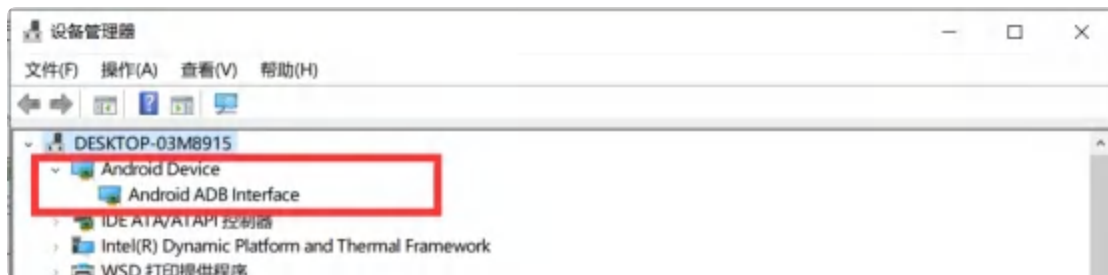 设备管理器
文件(F) 操作(A) 查看(V) 帮助(H)
DESKTOP-03M8915
Android Device
Android ADB Interface
IDE ATA/ATAPI 控制器
Intel(R) Dynamic Platform and Thermal Framework
WSD 打印提供程序